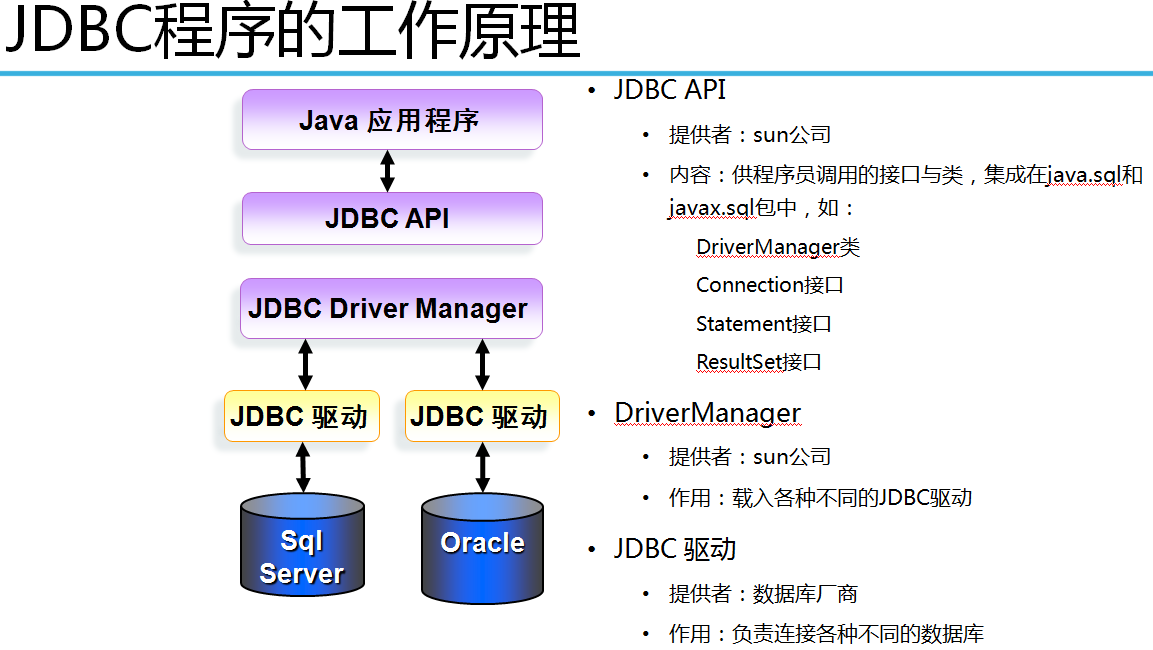 JDBC程序的工作原理
Java 应用程序
JDBC API
JDBC Driver Manager
JDBC 驱动
JDBC 驱动
Sql
Server
Oracle
• JDBC API
• 提供者：sun公司
• 内容：供程序员调用的接口与类，集成在java.sql和
javax.sql包中，如：
DriverManager类
Connection接口
Statement接口
ResultSet接口
• DriverManager
• 提供者：sun公司
• 作用：载入各种不同的JDBC驱动
• JDBC 驱动
• 提供者：数据库厂商
• 作用：负责连接各种不同的数据库